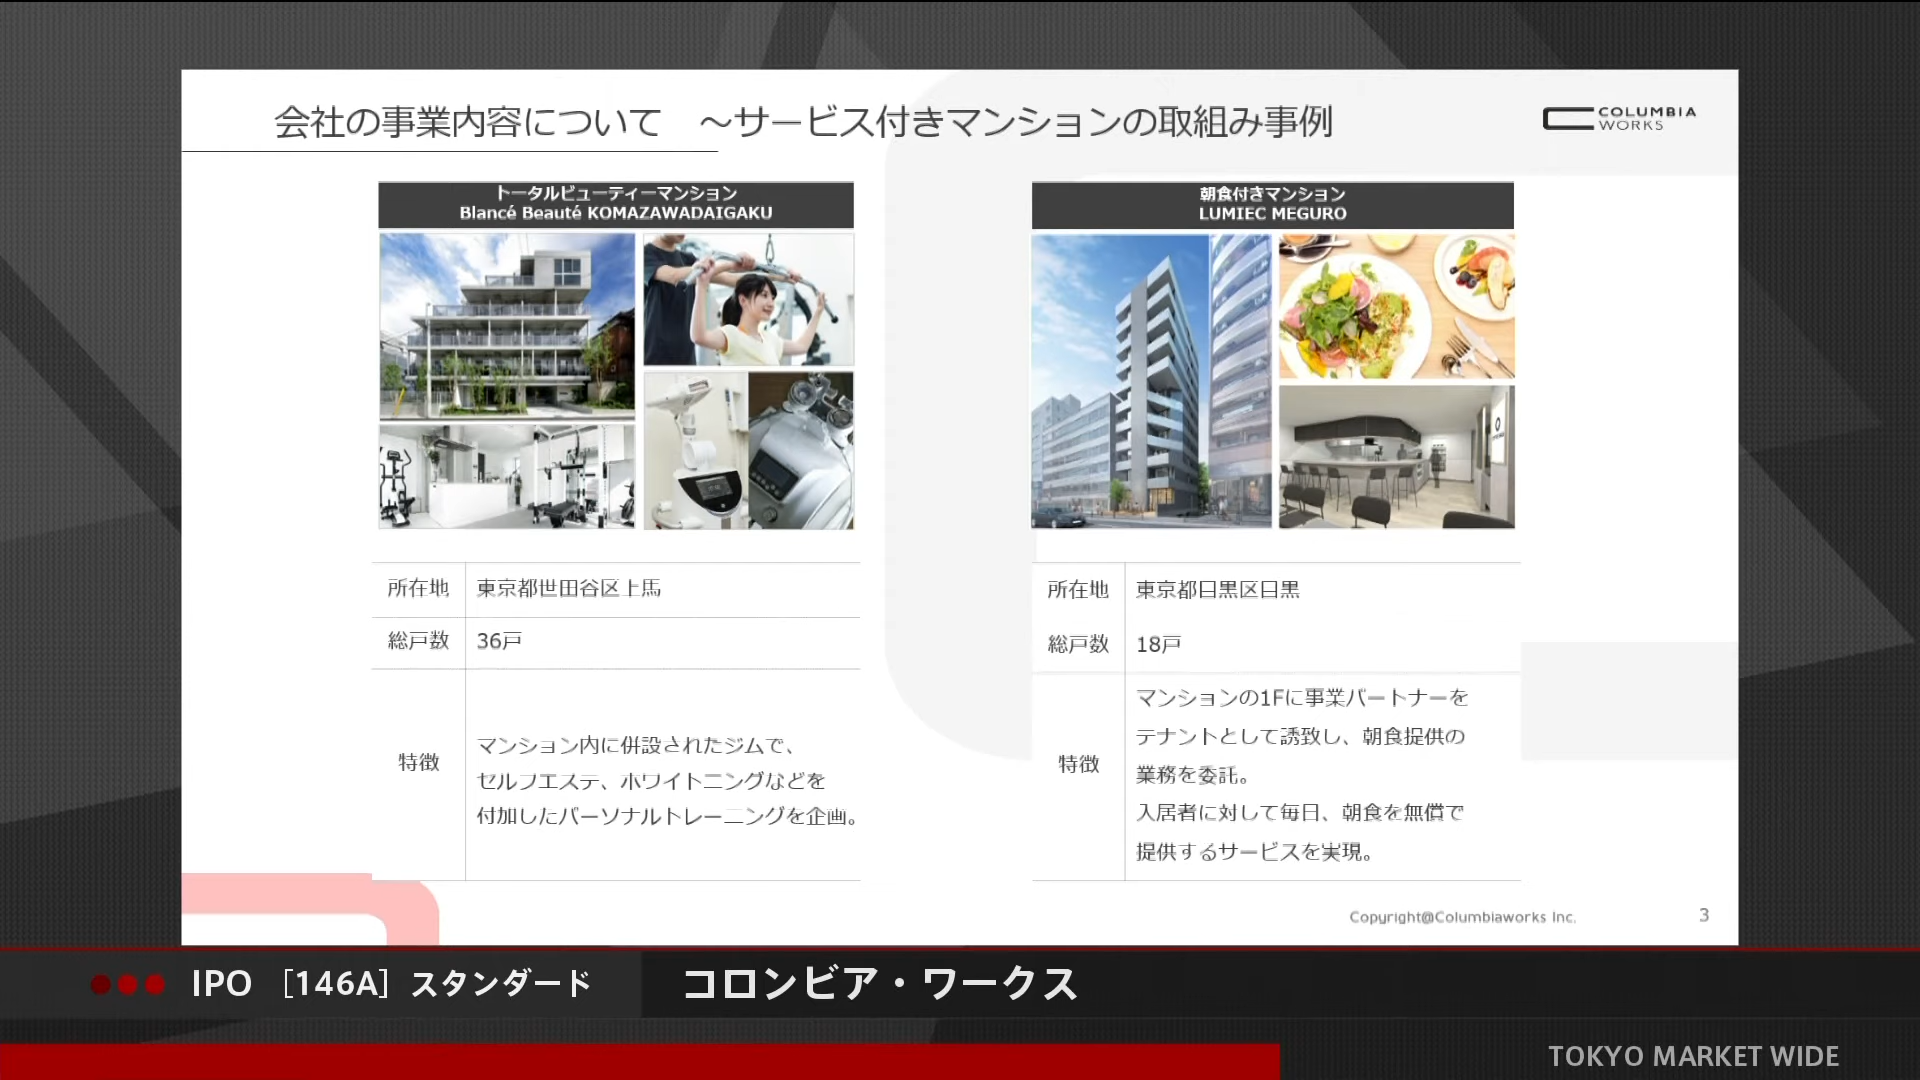 会社の事業内容について ～サービス付きマンションの取組み事例
COLUMBIA
WORKS
トータルビューティーマンション
Blancé Beauté KOMAZAWADAIGAKU
所在地 東京都世田谷区上馬
総戸数 36戸
特徴
マンション内に併設されたジムで、
セルフエステ、ホワイトニングなどを
付加したパーソナルトレーニングを企画。
朝食付きマンション
LUMIEC MEGURO
所在地 東京都目黒区目黒
総戸数 18戸
特徴
マンションの1Fに事業パートナーを
テナントとして誘致し、朝食提供の
業務を委託。
入居者に対して毎日、朝食を無償で
提供するサービスを実現。
Copyright@Columbiaworks Inc.
3
IPO ［146A］スタンダード
コロンビア・ワークス
TOKYO MARKET WIDE